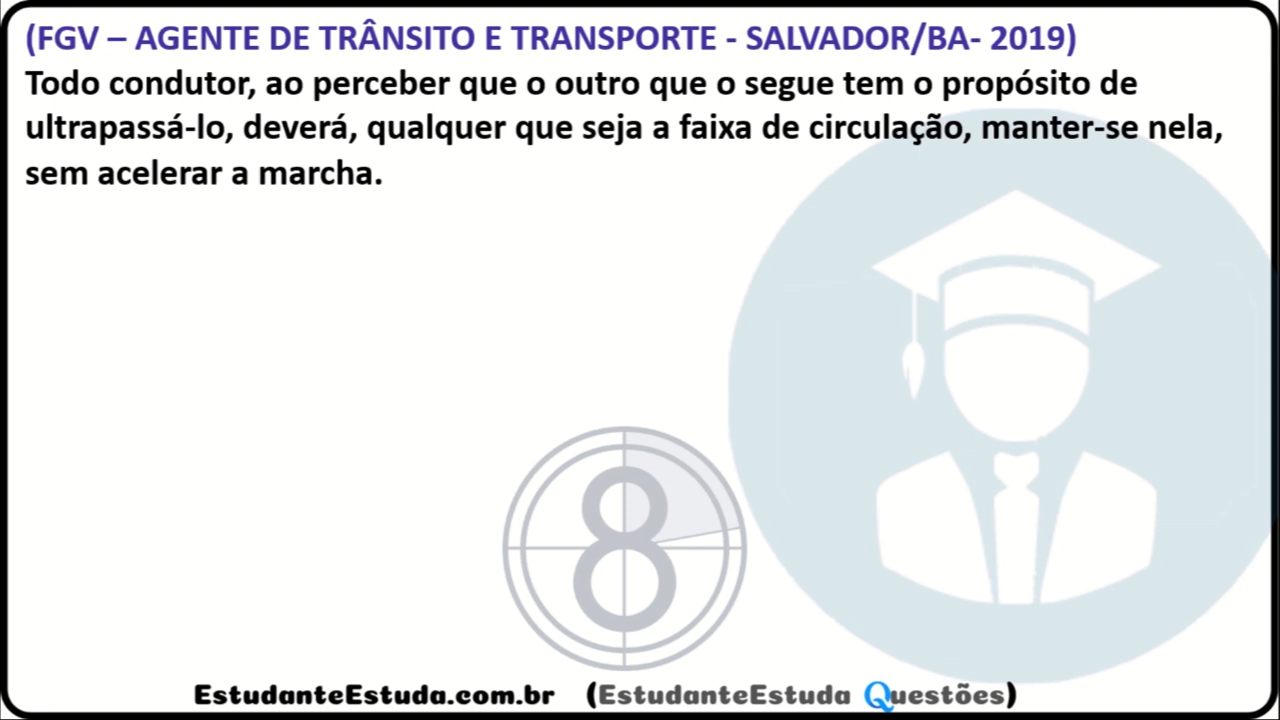 (FGV – AGENTE DE TRÂNSITO E TRANSPORTE - SALVADOR/BA- 2019)
Todo condutor, ao perceber que o outro que o segue tem o propósito de
ultrapassá-lo, deverá, qualquer que seja a faixa de circulação, manter-se nela,
sem acelerar a marcha.
8
EstudanteEstuda.com.br (EstudanteEstuda Questões)